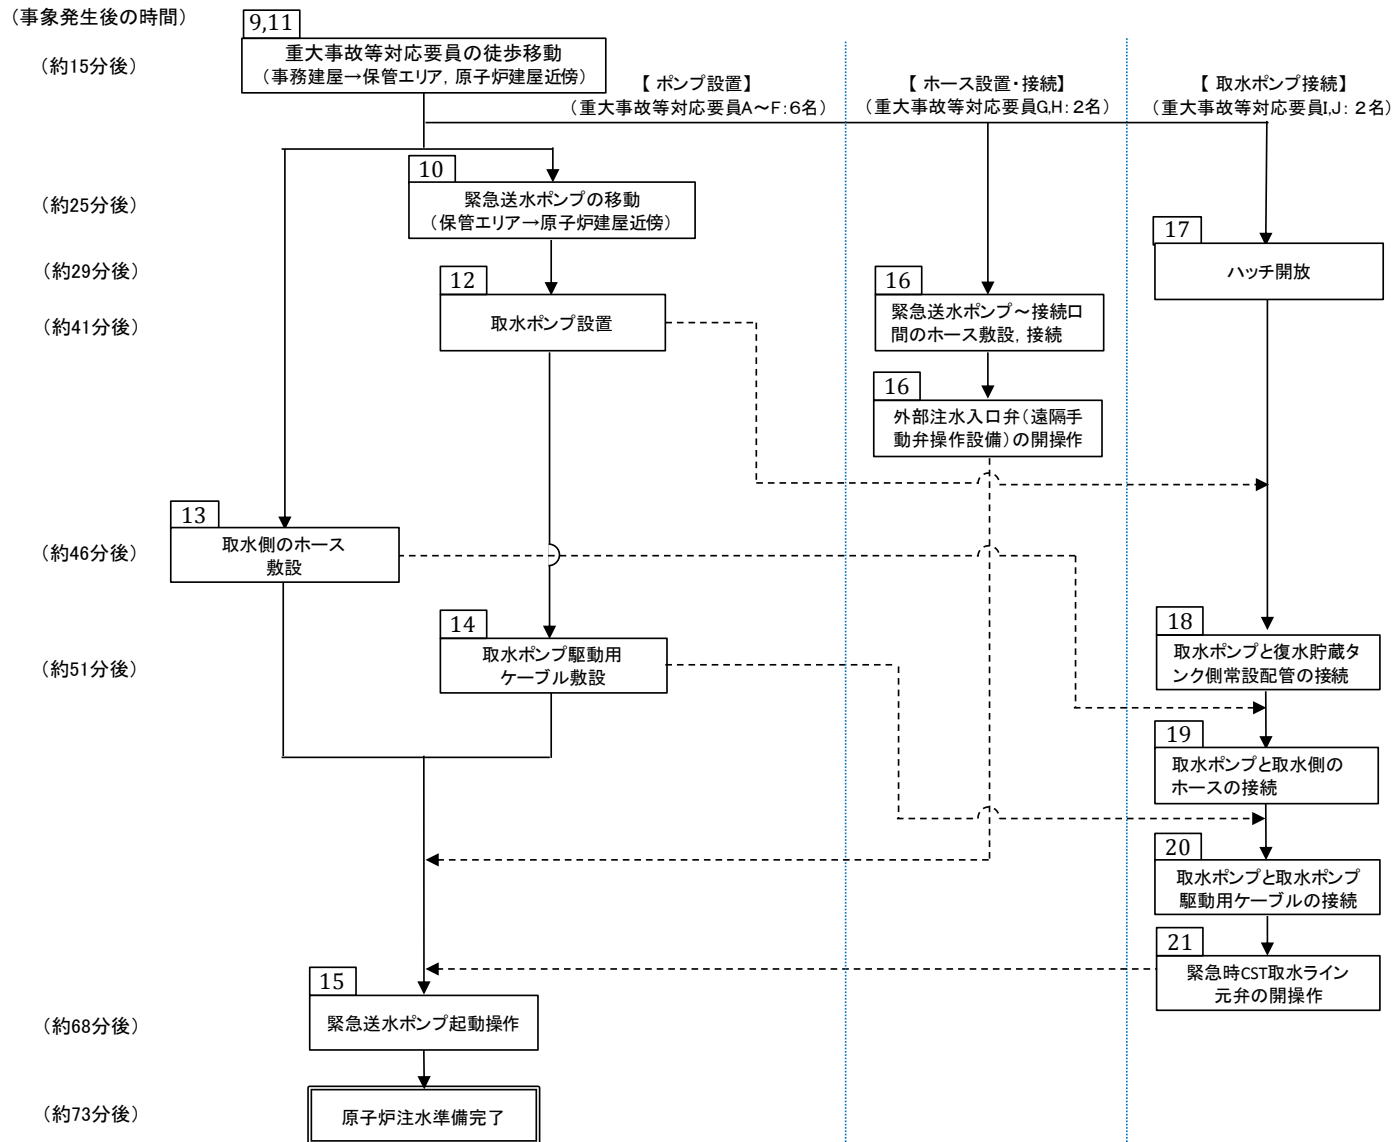 (事象発生後の時間)
9,11
重大事故等対応要員の徒歩移動
(事務建屋→保管エリア,原子炉建屋近傍)
(約15分後)
【 ポンプ設置】
(重大事故等対応要員A～F:6名)
【 ホース設置・接続】
(重大事故等対応要員G,H:2名)
【 取水ポンプ接続】
(重大事故等対応要員I,J: 2名)
10
緊急送水ポンプの移動
(保管エリア→原子炉建屋近傍)
(約25分後)
17
ハッチ開放
(約29分後)
12
取水ポンプ設置
16
緊急送水ポンプ～接続口
間のホース敷設,接続
(約41分後)
16
外部注水入口弁(遠隔手
動弁操作設備)の開操作
13
取水側のホース
敷設
(約46分後)
14
取水ポンプ駆動用
ケーブル敷設
18
取水ポンプと復水貯蔵タ
ンク側常設配管の接続
(約51分後)
19
取水ポンプと取水側の
ホースの接続
20
取水ポンプと取水ポンプ
駆動用ケーブルの接続
21
緊急時CST取水ライン
元弁の開操作
15
緊急送水ポンプ起動操作
(約68分後)
原子炉注水準備完了
(約73分後)